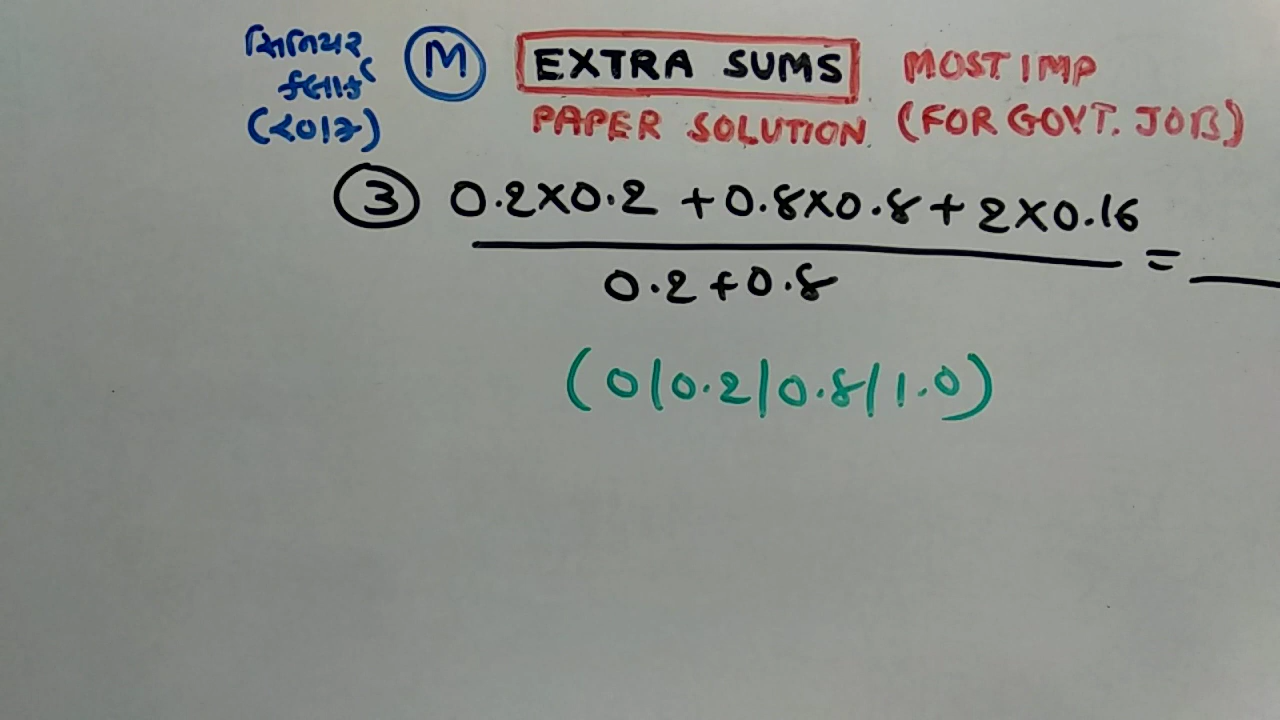 સિનિયર Ⓜ EXTRA SUMS MOST IMP
ક્લાર્ક PAPER SOLUTION (FOR GOVT. JOB)
(૨૦૧૭)
③ 0.2×0.2 + 0.8×0.8 + 2×0.16
0.2+0.8
= __
(0|0.2|0.8|1.0)